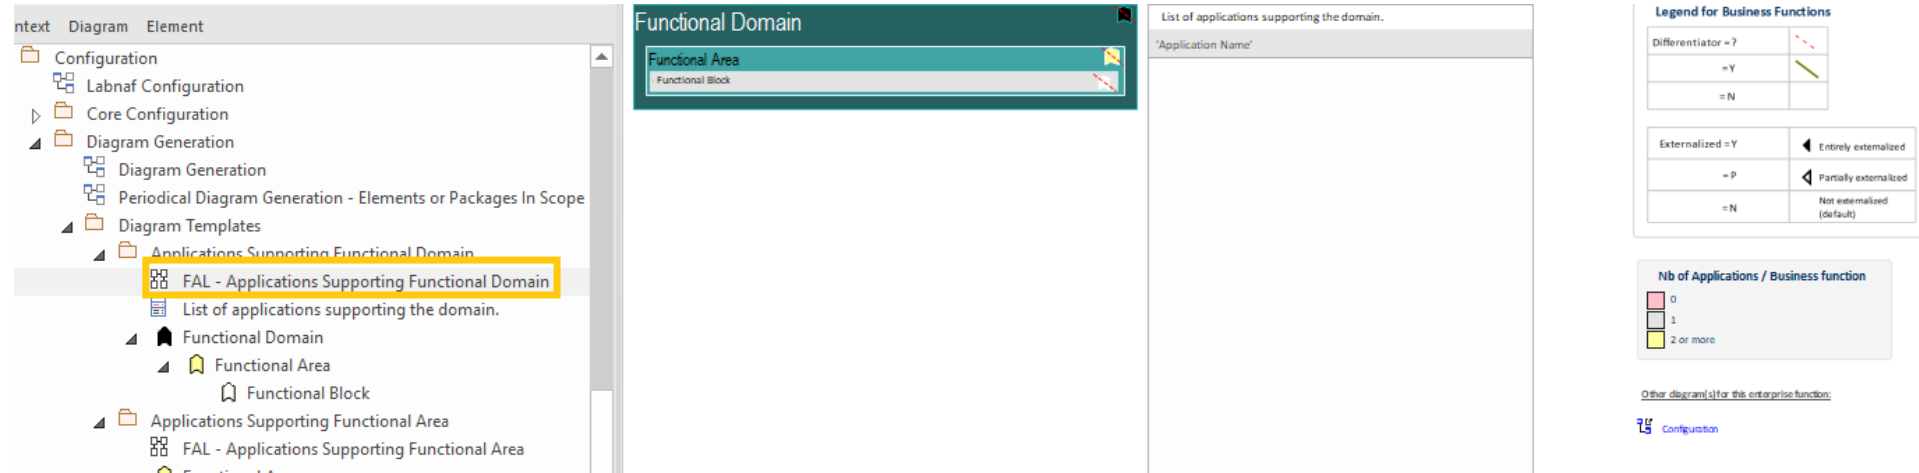 ntext Diagram Element
Configuration
Labnaf Configuration
Core Configuration
Diagram Generation
Diagram Generation
Periodical Diagram Generation - Elements or Packages In Scope
Diagram Templates
Applications Supporting Functional Domain
FAL - Applications Supporting Functional Domain
List of applications supporting the domain.
Functional Domain
Functional Area
Functional Block
Applications Supporting Functional Area
FAL - Applications Supporting Functional Area
Functional Domain
Functional Area
Functional Block
List of applications supporting the domain.
'Application Name'
Legend for Business Functions
Differentiator = ?
= Y
= N
Externalized = Y
Entirely externalized
= P
Partially externalized
= N
Not externalized
(default)
Nb of Applications / Business function
0
1
2 or more
Other diagram(s) for this enterprise function:
Configuration